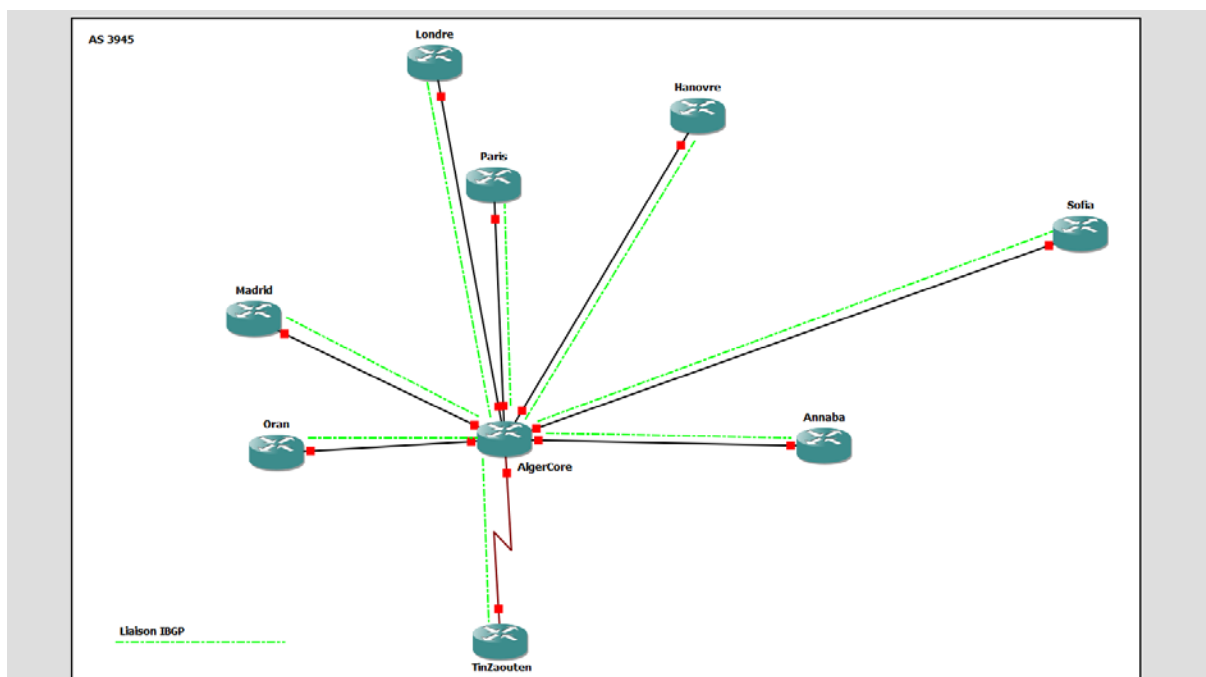 AS 3945
Londre
Hanovre
Paris
Sofia
Madrid
Oran
Annaba
AlgerCore
Liaison IBGP
TinZaouten